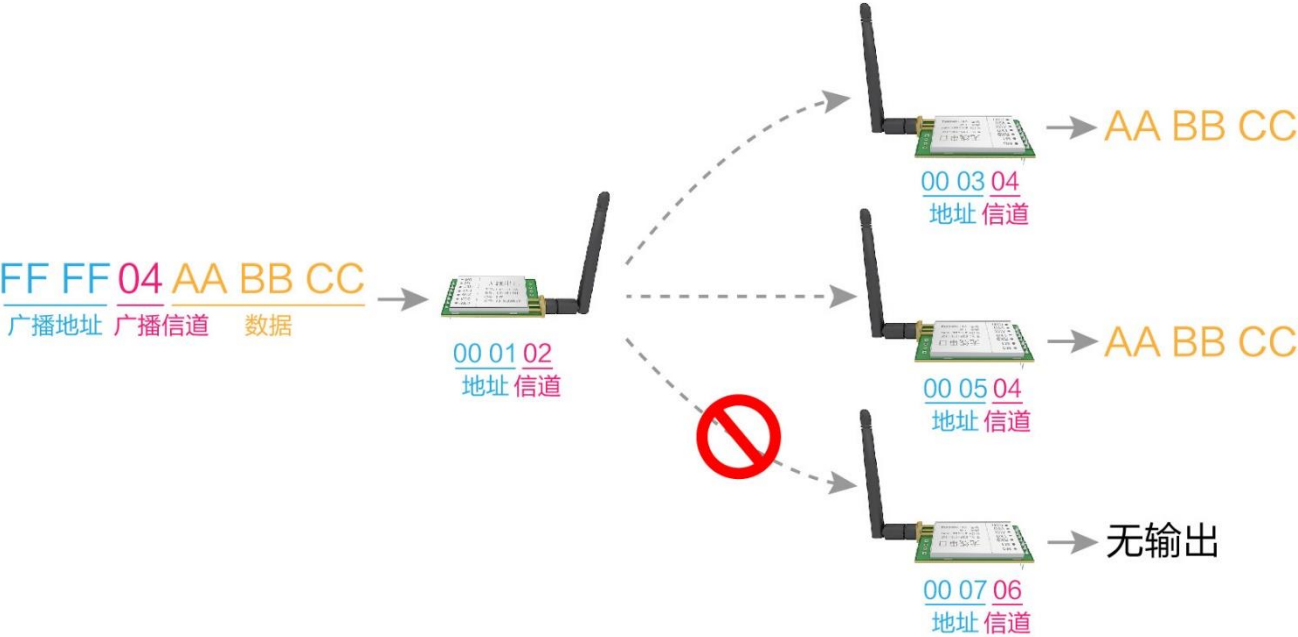 FF FF 04 AA BB CC
广播地址 广播信道 数据
00 01 02
地址 信道
AA BB CC
00 03 04
地址 信道
AA BB CC
00 05 04
地址 信道
无输出
00 07 06
地址 信道